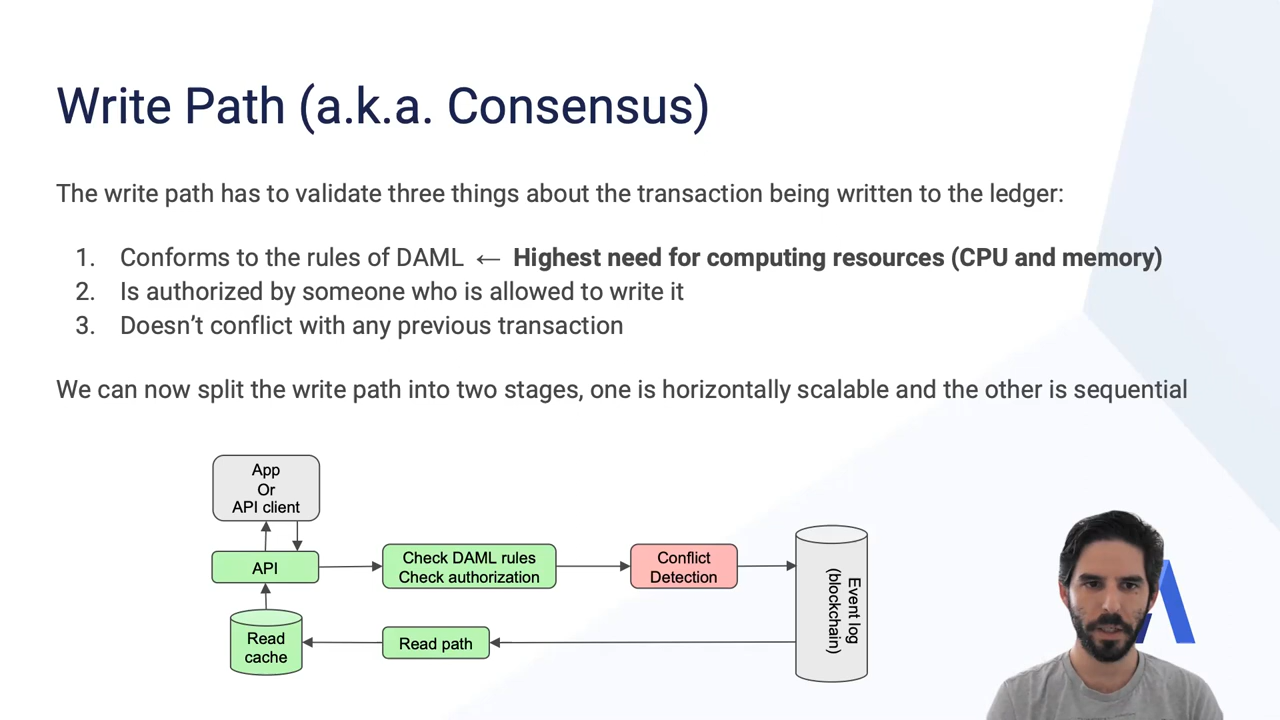 Write Path (a.k.a. Consensus)
The write path has to validate three things about the transaction being written to the ledger:
1. Conforms to the rules of DAML ← Highest need for computing resources (CPU and memory)
2. Is authorized by someone who is allowed to write it
3. Doesn’t conflict with any previous transaction
We can now split the write path into two stages, one is horizontally scalable and the other is sequential
App
Or
API client
API
Check DAML rules
Check authorization
Conflict
Detection
Event log
(blockchain)
Read
cache
Read path